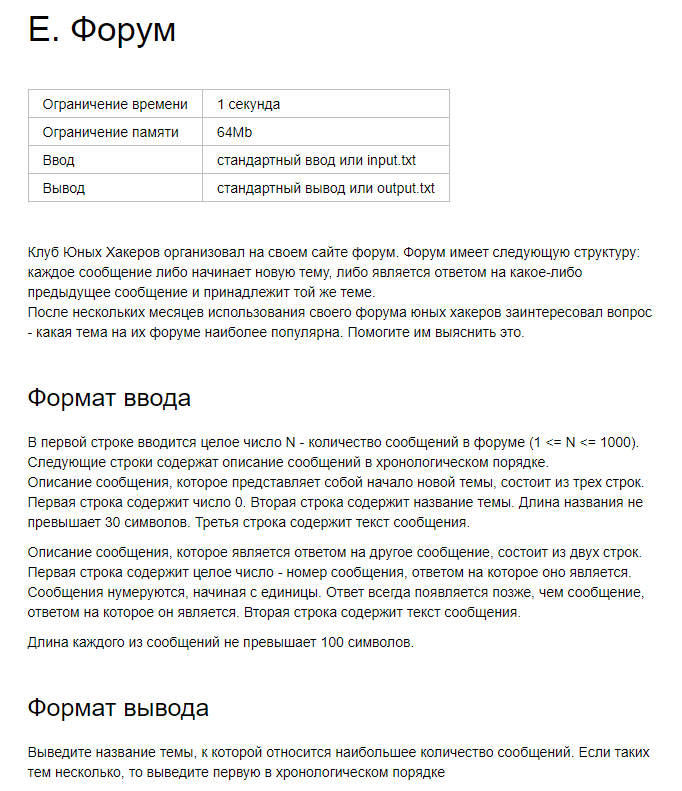 E. Форум
Ограничение времени 1 секунда
Ограничение памяти 64Mb
Ввод стандартный ввод или input.txt
Вывод стандартный вывод или output.txt
Клуб Юных Хакеров организовал на своем сайте форум. Форум имеет следующую структуру:
каждое сообщение либо начинает новую тему, либо является ответом на какое-либо
предыдущее сообщение и принадлежит той же теме.
После нескольких месяцев использования своего форума юных хакеров заинтересовал вопрос
- какая тема на их форуме наиболее популярна. Помогите им выяснить это.
Формат ввода
В первой строке вводится целое число N - количество сообщений в форуме (1 <= N <= 1000).
Следующие строки содержат описание сообщений в хронологическом порядке.
Описание сообщения, которое представляет собой начало новой темы, состоит из трех строк.
Первая строка содержит число 0. Вторая строка содержит название темы. Длина названия не
превышает 30 символов. Третья строка содержит текст сообщения.
Описание сообщения, которое является ответом на другое сообщение, состоит из двух строк.
Первая строка содержит целое число - номер сообщения, ответом на которое оно является.
Сообщения нумеруются, начиная с единицы. Ответ всегда появляется позже, чем сообщение,
ответом на которое он является. Вторая строка содержит текст сообщения.
Длина каждого из сообщений не превышает 100 символов.
Формат вывода
Выведите название темы, к которой относится наибольшее количество сообщений. Если таких
тем несколько, то выведите первую в хронологическом порядке